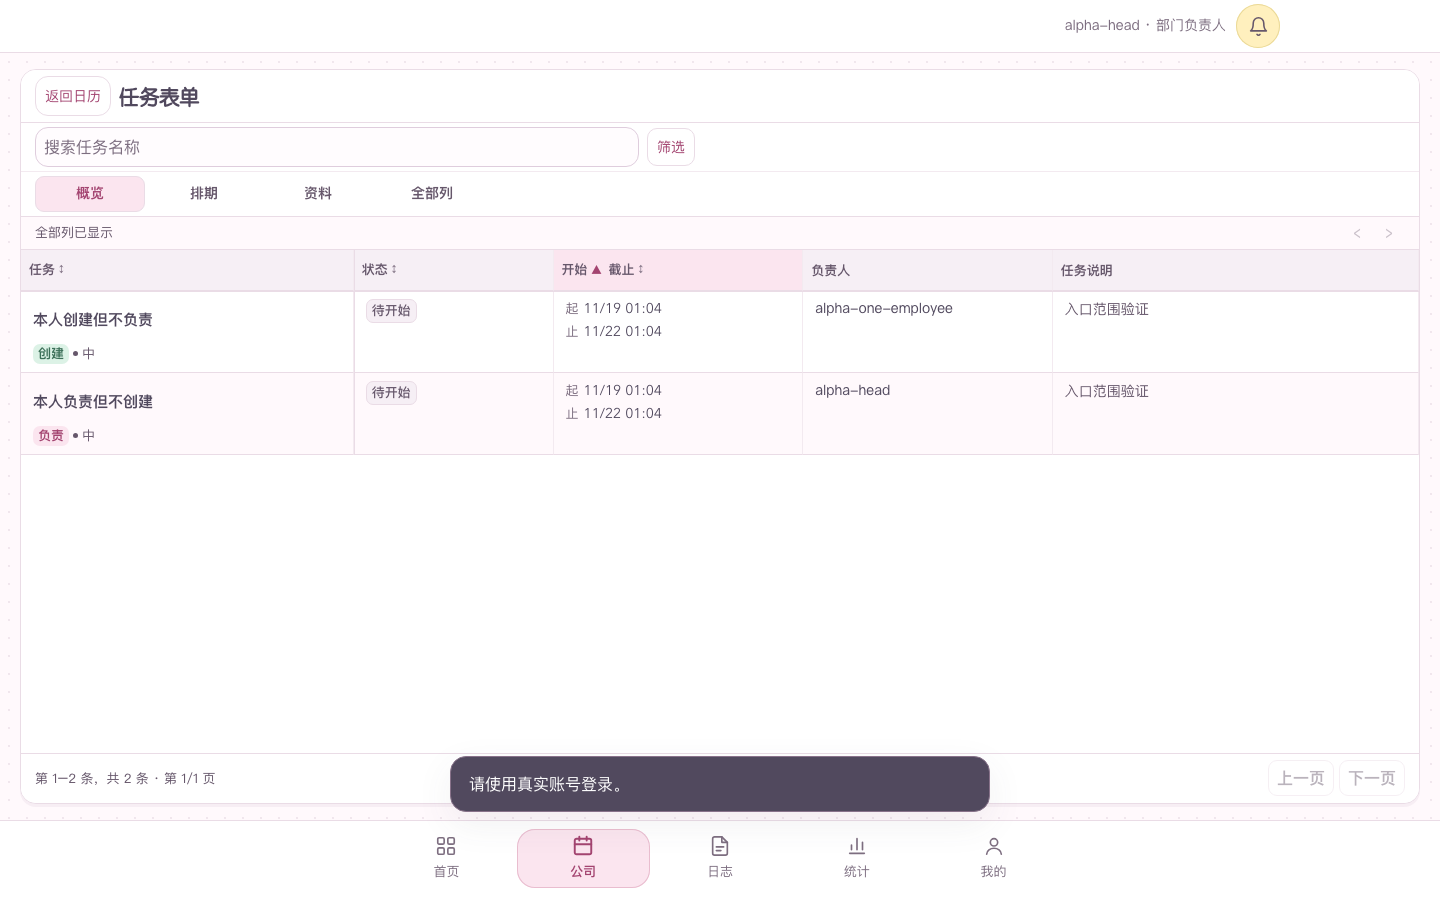 alpha-head · 部门负责人
返回日历 任务表单
搜索任务名称 筛选
概览 排期 资料 全部列
全部列已显示 < >
任务 ↕ 状态 ↕ 开始 ▲ 截止 ↕ 负责人 任务说明
本人创建但不负责 待开始 起 11/19 01:04 alpha-one-employee 入口范围验证
止 11/22 01:04
创建 • 中
本人负责但不创建 待开始 起 11/19 01:04 alpha-head 入口范围验证
止 11/22 01:04
负责 • 中
第 1–2 条，共 2 条 · 第 1/1 页 上一页 下一页
请使用真实账号登录。
首页 公司 日志 统计 我的